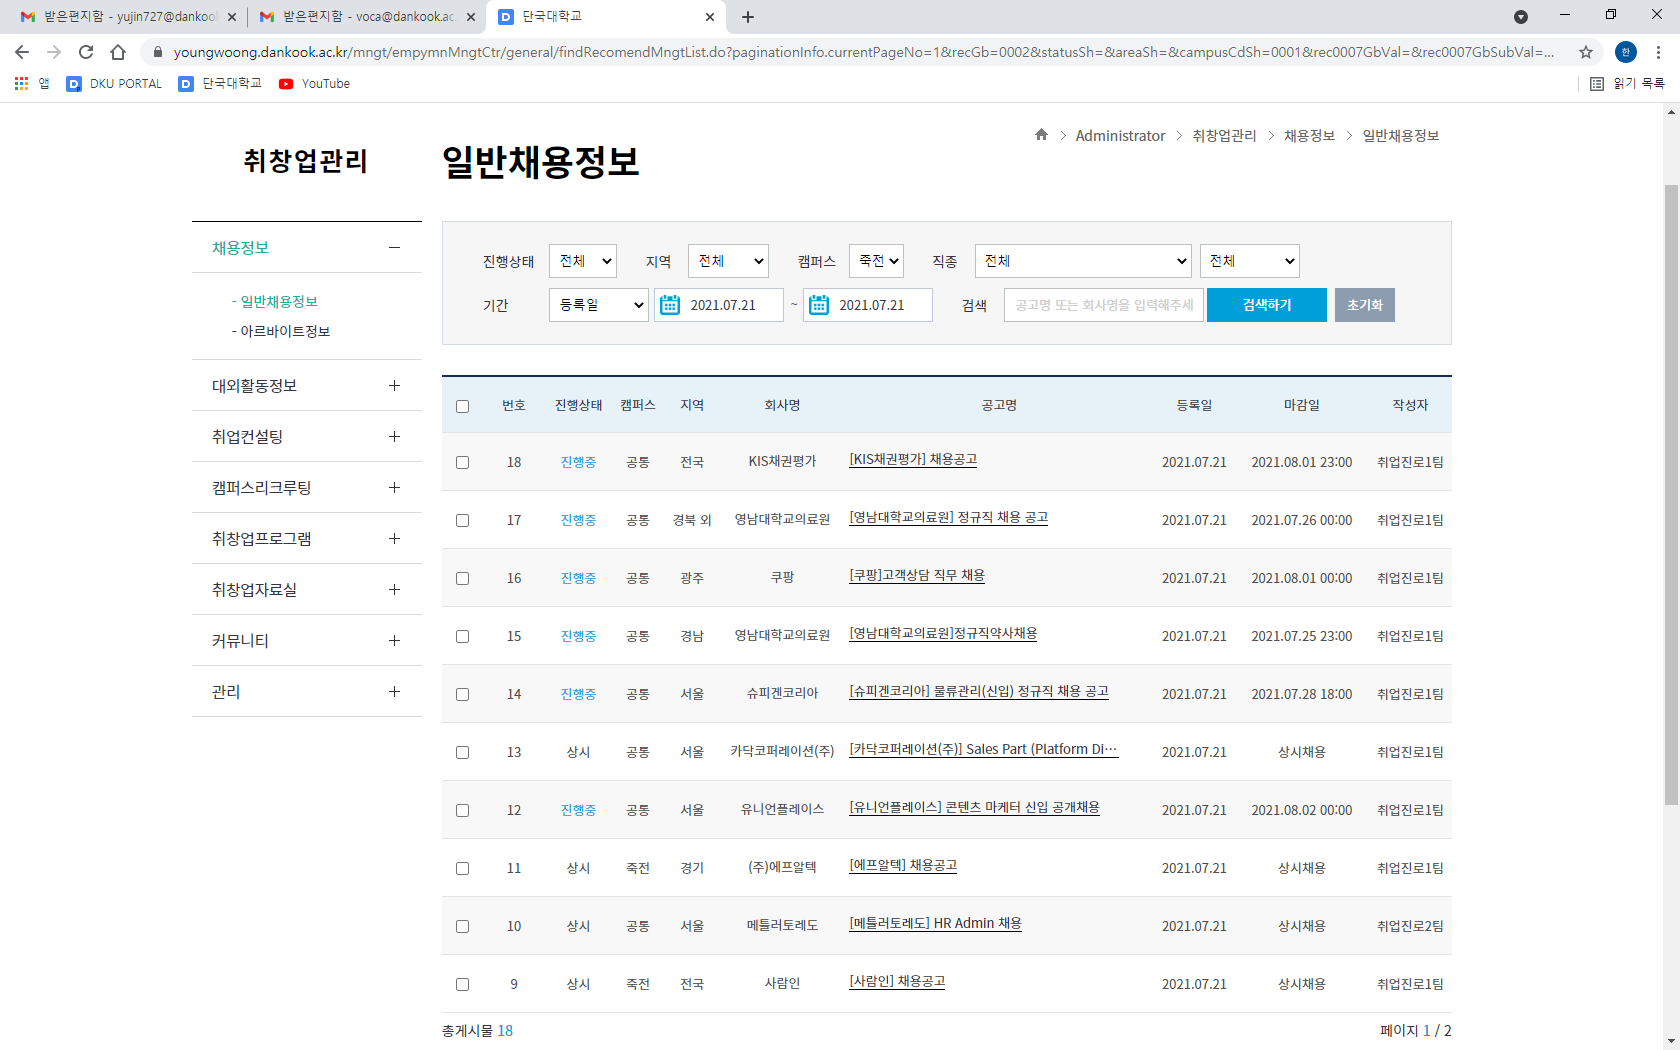 받은편지함 - yujin727@dankook
받은편지함 - voca@dankook.ac.
단국대학교
youngwoong.dankook.ac.kr/mngt/empymnMngtCtr/general/findRecomendMngtList.do?paginationInfo.currentPageNo=1&recGb=0002&statusSh=&areaSh=&campusCdSh=0001&rec0007GbVal=&rec0007GbSubVal=...
한
앱 DKU PORTAL 단국대학교 YouTube 읽기 목록
Administrator > 취창업관리 > 채용정보 > 일반채용정보
취창업관리
일반채용정보
채용정보
- 일반채용정보
- 아르바이트정보
대외활동정보
취업컨설팅
캠퍼스리크루팅
취창업프로그램
취창업자료실
커뮤니티
관리
진행상태 전체 지역 전체 캠퍼스 죽전 직종 전체 전체
기간 등록일 2021.07.21 ~ 2021.07.21 검색 공고명 또는 회사명을 입력해주세 검색하기 초기화
번호 진행상태 캠퍼스 지역 회사명 공고명 등록일 마감일 작성자
18 진행중 공통 전국 KIS채권평가 [KIS채권평가] 채용공고 2021.07.21 2021.08.01 23:00 취업진로1팀
17 진행중 공통 경북 외 영남대학교의료원 [영남대학교의료원] 정규직 채용 공고 2021.07.21 2021.07.26 00:00 취업진로1팀
16 진행중 공통 광주 쿠팡 [쿠팡]고객상담 직무 채용 2021.07.21 2021.08.01 00:00 취업진로1팀
15 진행중 공통 경남 영남대학교의료원 [영남대학교의료원]정규직약사채용 2021.07.21 2021.07.25 23:00 취업진로1팀
14 진행중 공통 서울 슈피겐코리아 [슈피겐코리아] 물류관리(신입) 정규직 채용 공고 2021.07.21 2021.07.28 18:00 취업진로1팀
13 상시 공통 서울 카닥코퍼레이션(주) [카닥코퍼레이션(주)] Sales Part (Platform Di… 2021.07.21 상시채용 취업진로1팀
12 진행중 공통 서울 유니언플레이스 [유니언플레이스] 콘텐츠 마케터 신입 공개채용 2021.07.21 2021.08.02 00:00 취업진로1팀
11 상시 죽전 경기 (주)에프알텍 [에프알텍] 채용공고 2021.07.21 상시채용 취업진로1팀
10 상시 공통 서울 메틀러토레도 [메틀러토레도] HR Admin 채용 2021.07.21 상시채용 취업진로2팀
9 상시 죽전 전국 사람인 [사람인] 채용공고 2021.07.21 상시채용 취업진로1팀
총게시물 18 페이지 1 / 2